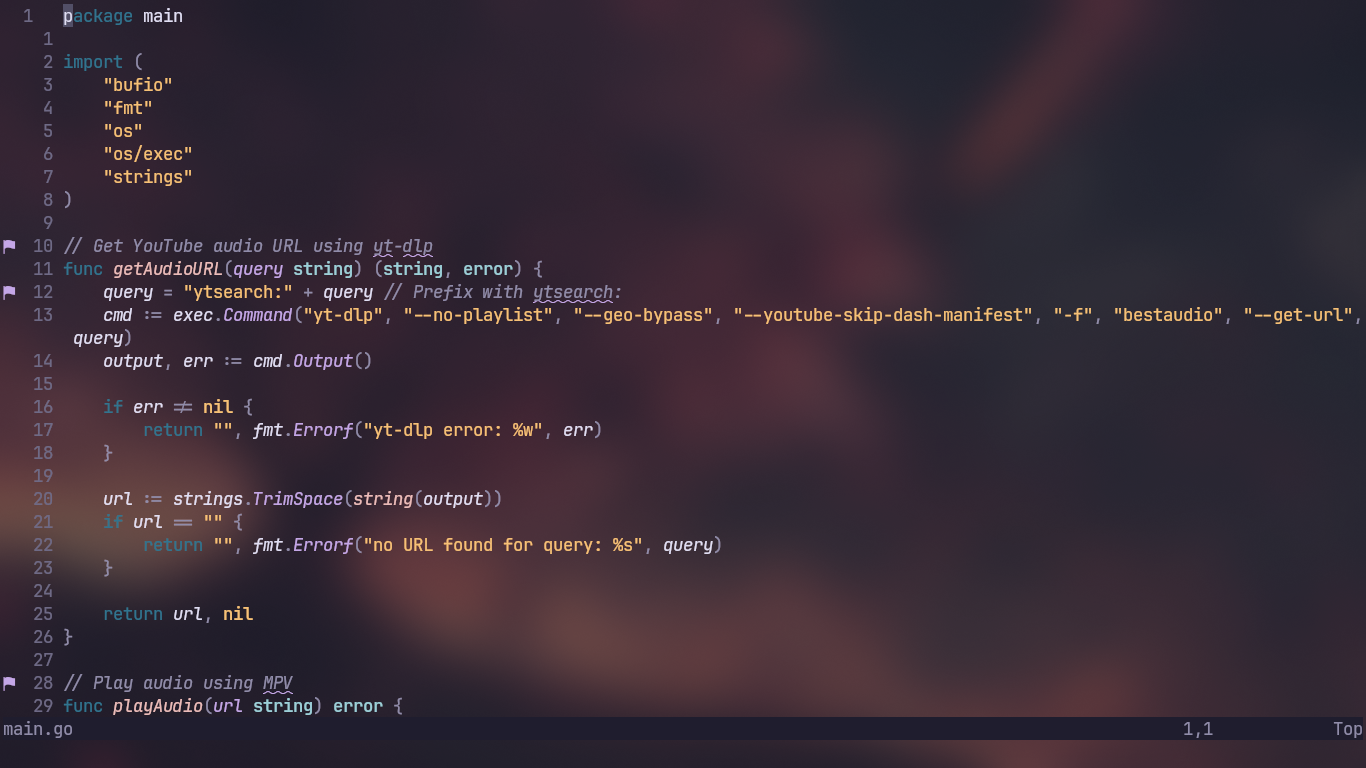 1 package main
1
2 import (
3 "bufio"
4 "fmt"
5 "os"
6 "os/exec"
7 "strings"
8 )
9
10 // Get YouTube audio URL using yt-dlp
11 func getAudioURL(query string) (string, error) {
12 query = "ytsearch:" + query // Prefix with ytsearch:
13 cmd := exec.Command("yt-dlp", "--no-playlist", "--geo-bypass", "--youtube-skip-dash-manifest", "-f", "bestaudio", "--get-url",
query)
14 output, err := cmd.Output()
15
16 if err != nil {
17 return "", fmt.Errorf("yt-dlp error: %w", err)
18 }
19
20 url := strings.TrimSpace(string(output))
21 if url == "" {
22 return "", fmt.Errorf("no URL found for query: %s", query)
23 }
24
25 return url, nil
26 }
27
28 // Play audio using MPV
29 func playAudio(url string) error {
main.go 1,1 Top